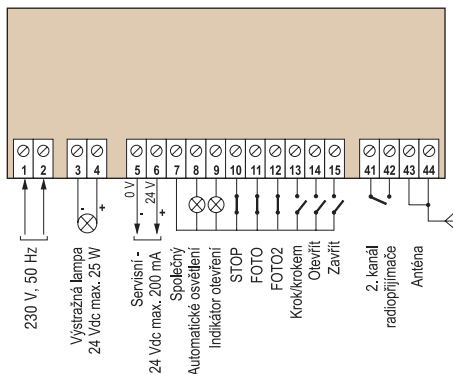 1 2 3 4 5 6 7 8 9 10 11 12 13 14 15 41 42 43 44
0 V
24 V
- +
- +
230 V, 50 Hz
Výstražná lampa
24 Vdc max. 25 W
Servisní -
24 Vdc max. 200 mA
Společný
Automatické osvětlení
Indikátor otevření
STOP
FOTO
FOTO2
Krok/krokem
Otevřít
Zavřít
2. kanál
radiopřijímače
Anténa